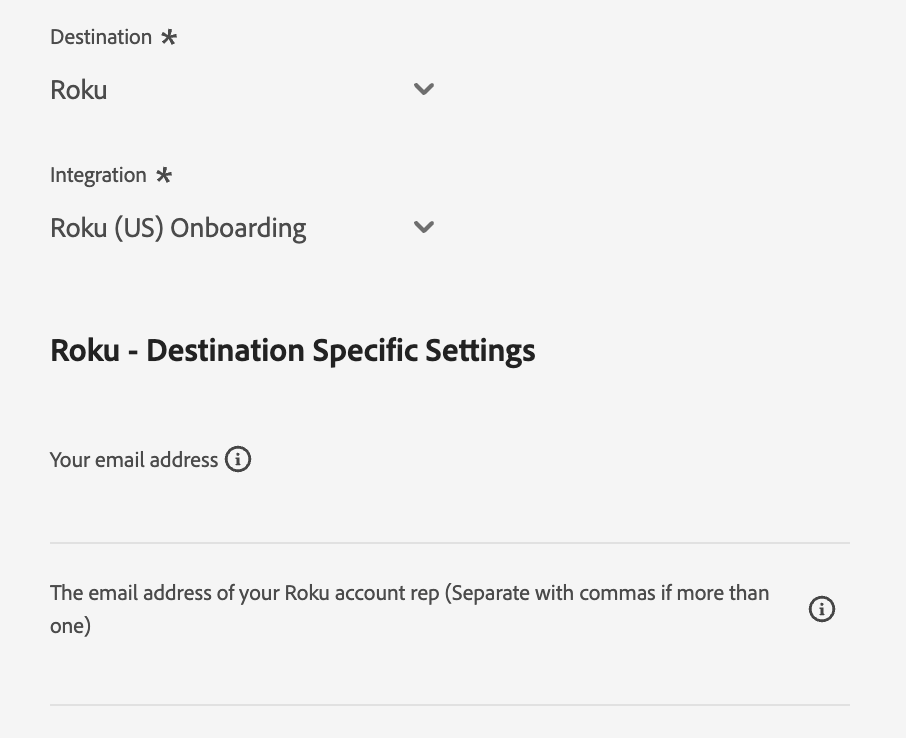 Destination *
Roku
Integration *
Roku (US) Onboarding
Roku - Destination Specific Settings
Your email address
The email address of your Roku account rep (Separate with commas if more than
one)